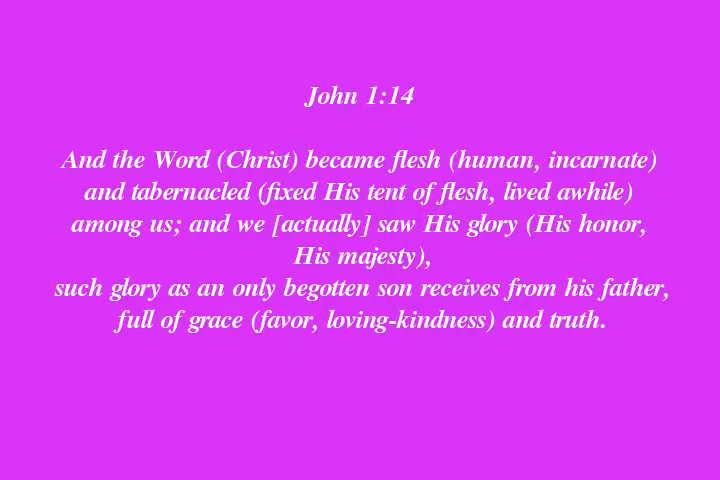 John 1:14
And the Word (Christ) became flesh (human, incarnate)
and tabernacled (fixed His tent of flesh, lived awhile)
among us; and we [actually] saw His glory (His honor,
His majesty),
such glory as an only begotten son receives from his father,
full of grace (favor, loving-kindness) and truth.